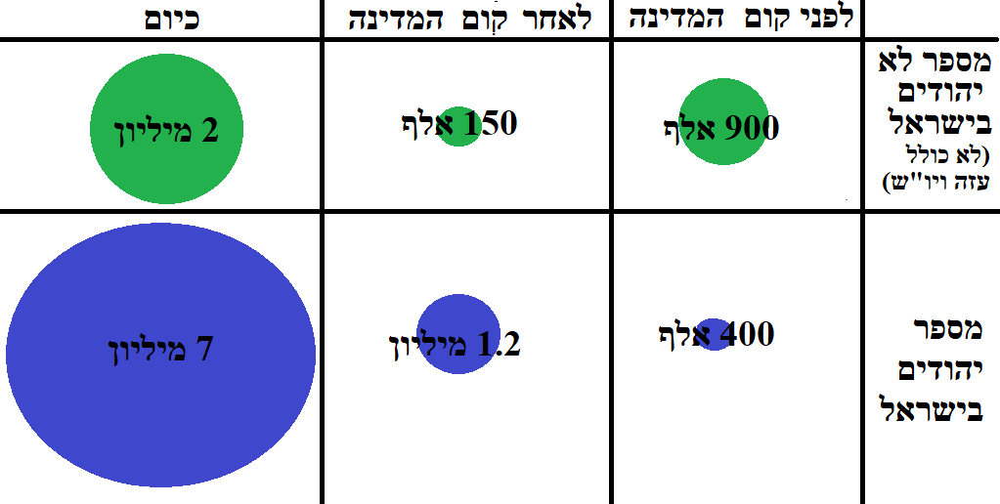 לפני קום המדינה
לאחר קום המדינה
כיום
מספר לא
יהודים
בישראל
(לא כולל
עזה ויו"ש)
900 אלף
150 אלף
2 מיליון
מספר
יהודים
בישראל
400 אלף
1.2 מיליון
7 מיליון